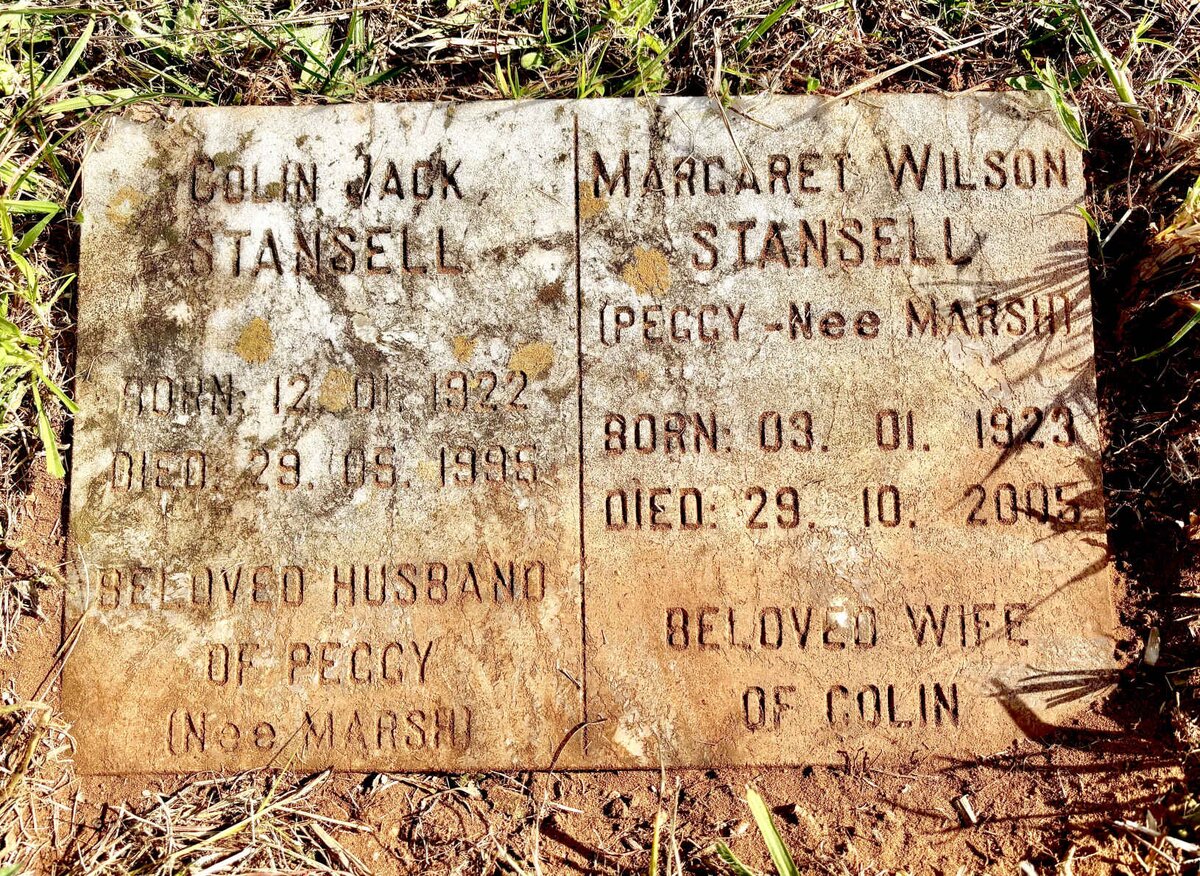 COLIN JACK
STANSELL
BORN: 12. 01. 1922
DIED: 29. 05. 1995
BELOVED HUSBAND
OF PEGGY
(Nee MARSH)
MARGARET WILSON
STANSELL
(PEGGY - Nee MARSH)
BORN: 03. 01. 1923
DIED: 29. 10. 2005
BELOVED WIFE
OF COLIN